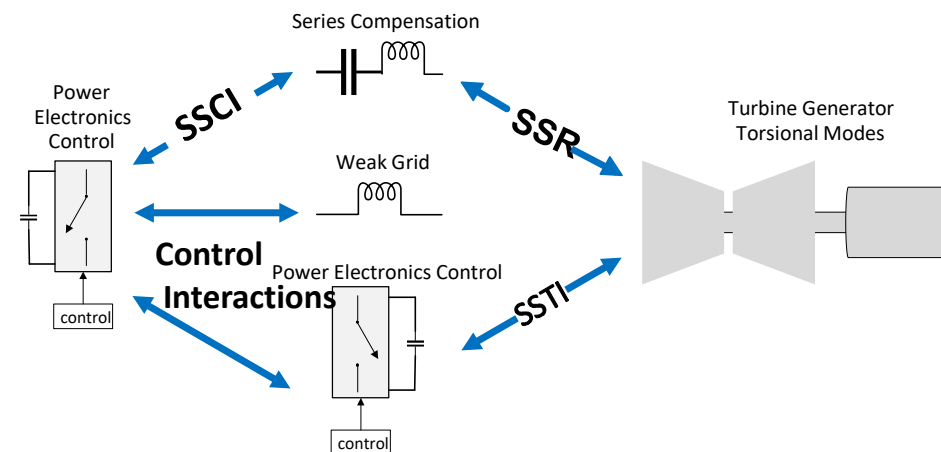 Series Compensation
Power
Electronics
Control
SSCI
SSR
Turbine Generator
Torsional Modes
Weak Grid
Control
Interactions
Power Electronics Control
SSTI
control
control